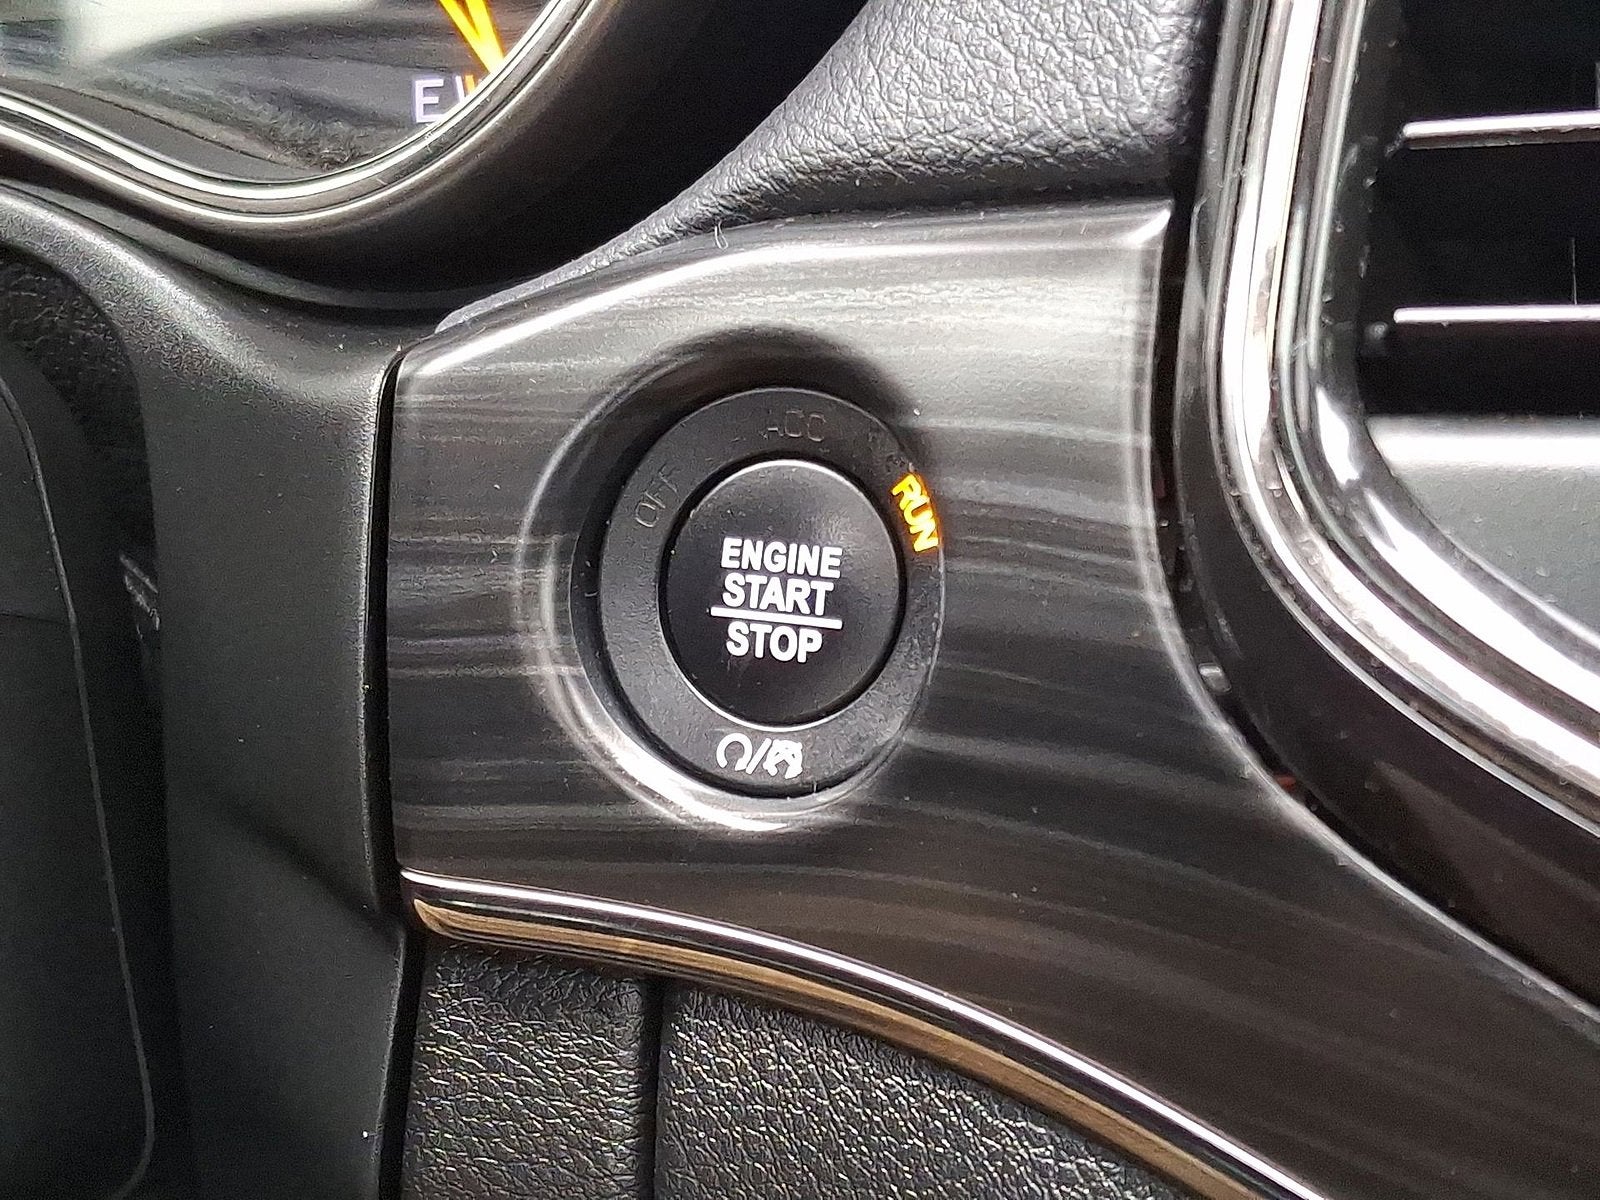 E
ACC
OFF
RUN
ENGINE
START
STOP